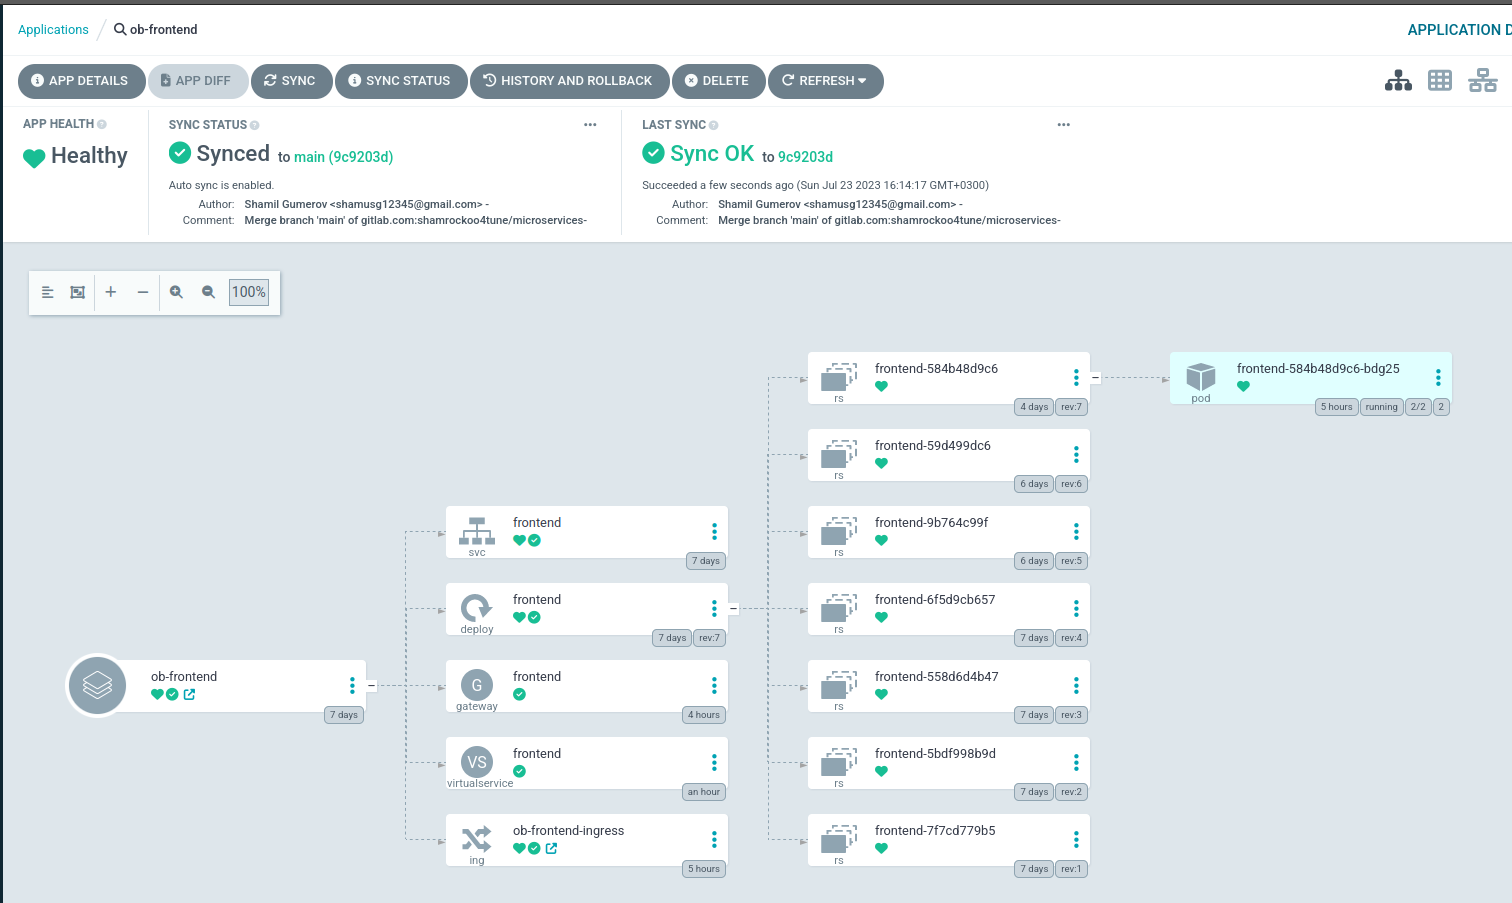 Applications / ob-frontend
APPLICATION D
APP DETAILS APP DIFF SYNC SYNC STATUS HISTORY AND ROLLBACK DELETE REFRESH
APP HEALTH
Healthy
SYNC STATUS
Synced to main (9c9203d)
Auto sync is enabled.
Author: Shamil Gumerov <shamusg12345@gmail.com> -
Comment: Merge branch 'main' of gitlab.com:shamrockoo4tune/microservices-
LAST SYNC
Sync OK to 9c9203d
Succeeded a few seconds ago (Sun Jul 23 2023 16:14:17 GMT+0300)
Author: Shamil Gumerov <shamusg12345@gmail.com> -
Comment: Merge branch 'main' of gitlab.com:shamrockoo4tune/microservices-
100%
ob-frontend
7 days
frontend
svc
7 days
frontend
deploy
7 days rev:7
G
frontend
gateway
4 hours
VS
frontend
virtualservice
an hour
ob-frontend-ingress
ing
5 hours
frontend-584b48d9c6
rs
4 days rev:7
frontend-59d499dc6
rs
6 days rev:6
frontend-9b764c99f
rs
6 days rev:5
frontend-6f5d9cb657
rs
7 days rev:4
frontend-558d6d4b47
rs
7 days rev:3
frontend-5bdf998b9d
rs
7 days rev:2
frontend-7f7cd779b5
rs
7 days rev:1
frontend-584b48d9c6-bdg25
pod
5 hours running 2/2 2